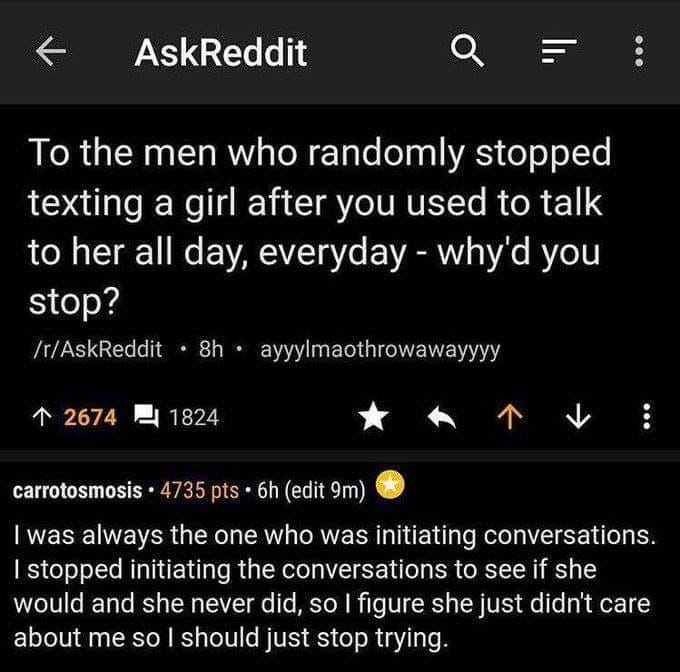 AskReddit
To the men who randomly stopped
texting a girl after you used to talk
to her all day, everyday - why'd you
stop?
/r/AskReddit • 8h • ayyylmaothrowawayyyy
2674 1824
carrotosmosis • 4735 pts • 6h (edit 9m)
I was always the one who was initiating conversations.
I stopped initiating the conversations to see if she
would and she never did, so I figure she just didn't care
about me so I should just stop trying.